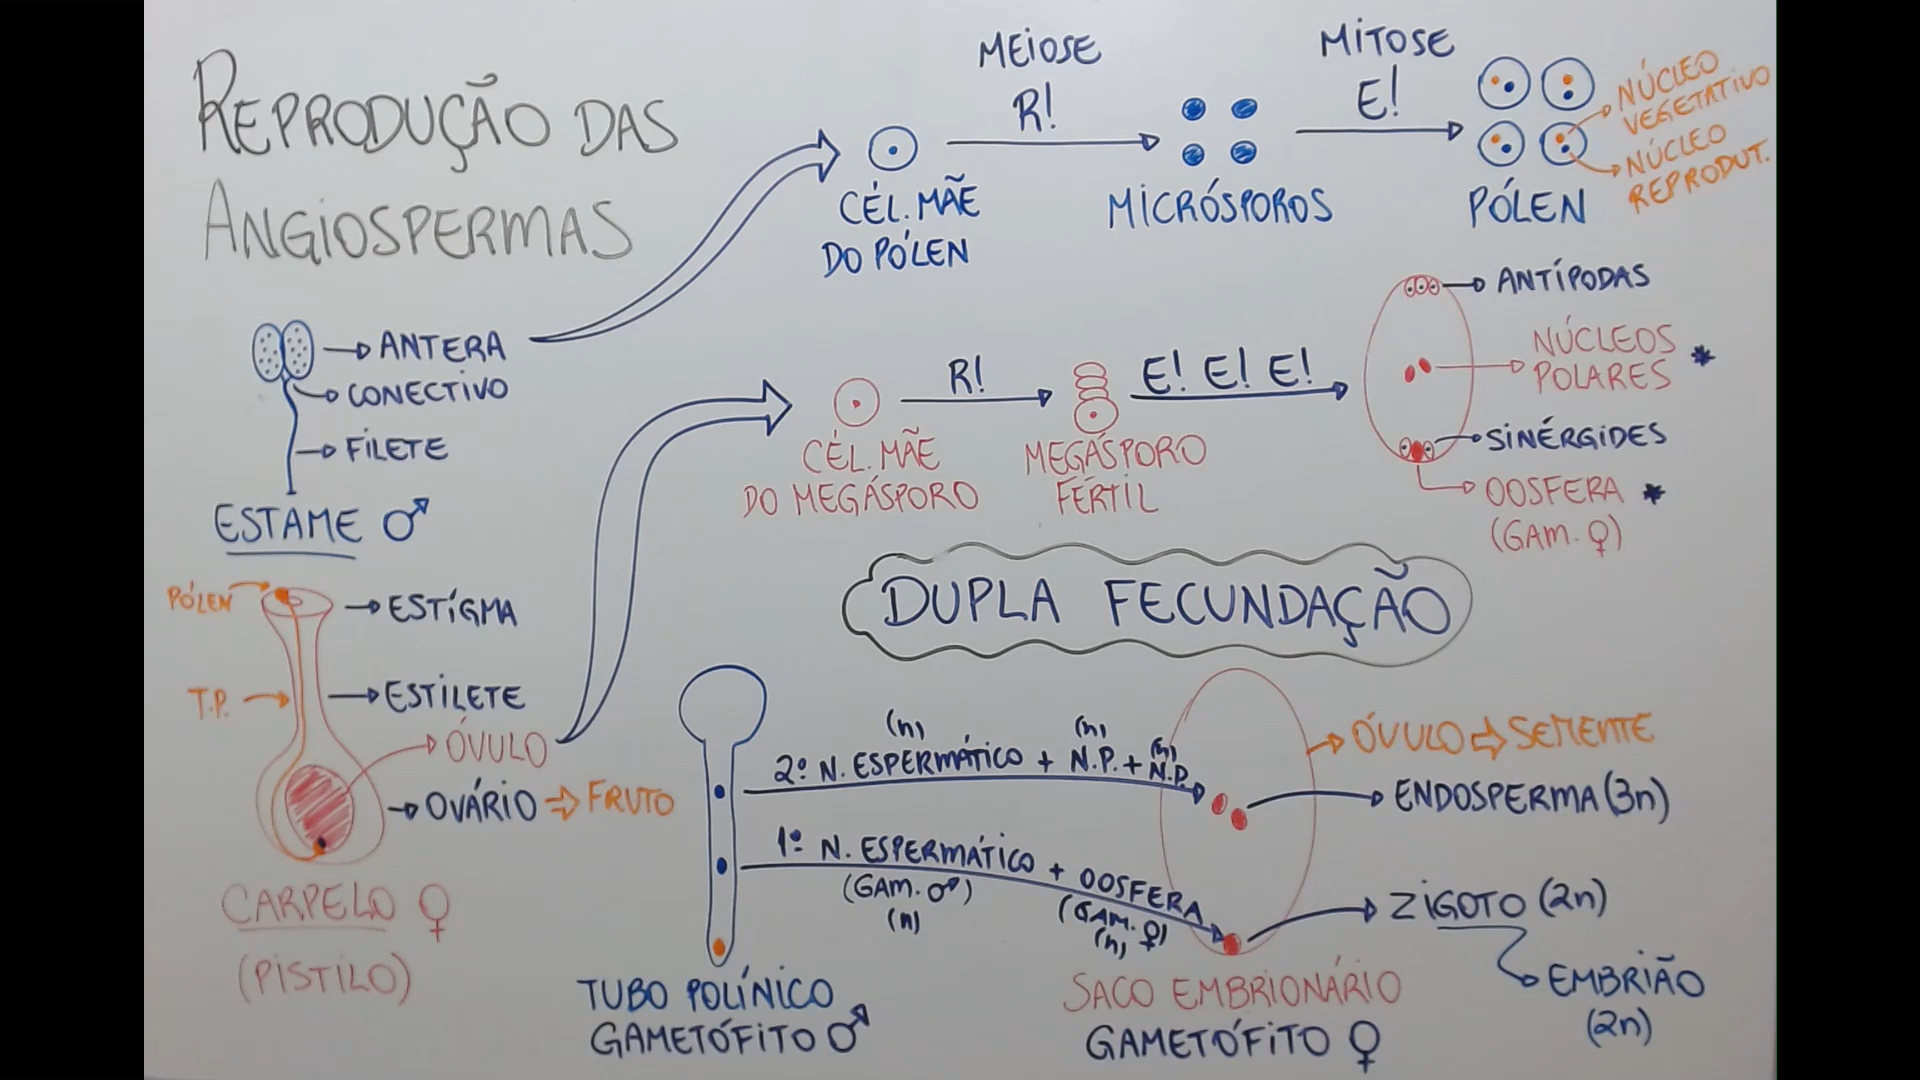 REPRODUÇÃO DAS
ANGIOSPERMAS
MEIOSE
R!
MITOSE
E!
CÉL. MÃE
DO PÓLEN
MICRÓSPOROS
PÓLEN
NÚCLEO
VEGETATIVO
NÚCLEO
REPRODUT.
ANTERA
CONECTIVO
FILETE
ESTAME ♂
R!
E! E! E!
CÉL. MÃE
DO MEGÁSPORO
MEGÁSPORO
FÉRTIL
ANTÍPODAS
NÚCLEOS
POLARES *
SINÉRGIDES
OOSFERA *
(GAM. ♀)
DUPLA FECUNDAÇÃO
PÓLEN
ESTÍGMA
T.P.
ESTILETE
ÓVULO
OVÁRIO ⇒ FRUTO
CARPELO ♀
(PISTILO)
(n) (n) (n)
2º N. ESPERMÁTICO + N.P. + N.P.
1º N. ESPERMÁTICO + OOSFERA
(GAM. ♂) (GAM. ♀)
(n) (n)
TUBO POLÍNICO
GAMETÓFITO ♂
SACO EMBRIONÁRIO
GAMETÓFITO ♀
ÓVULO ⇒ SEMENTE
ENDOSPERMA (3n)
ZIGOTO (2n)
EMBRIÃO
(2n)